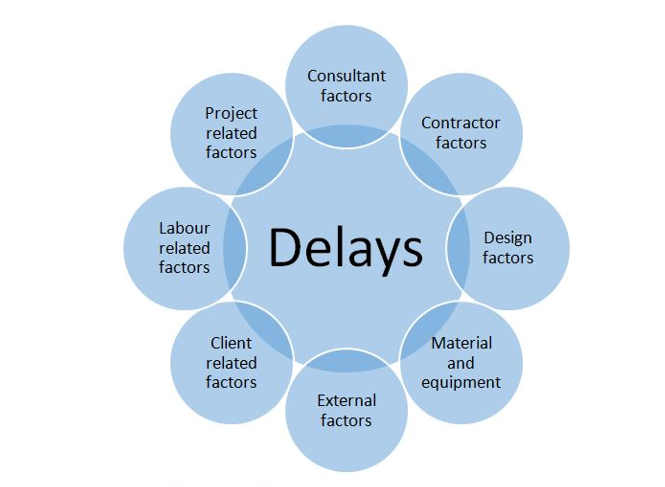 Consultant
factors
Contractor
factors
Design
factors
Material
and
equipment
External
factors
Client
related
factors
Labour
related
factors
Project
related
factors
Delays